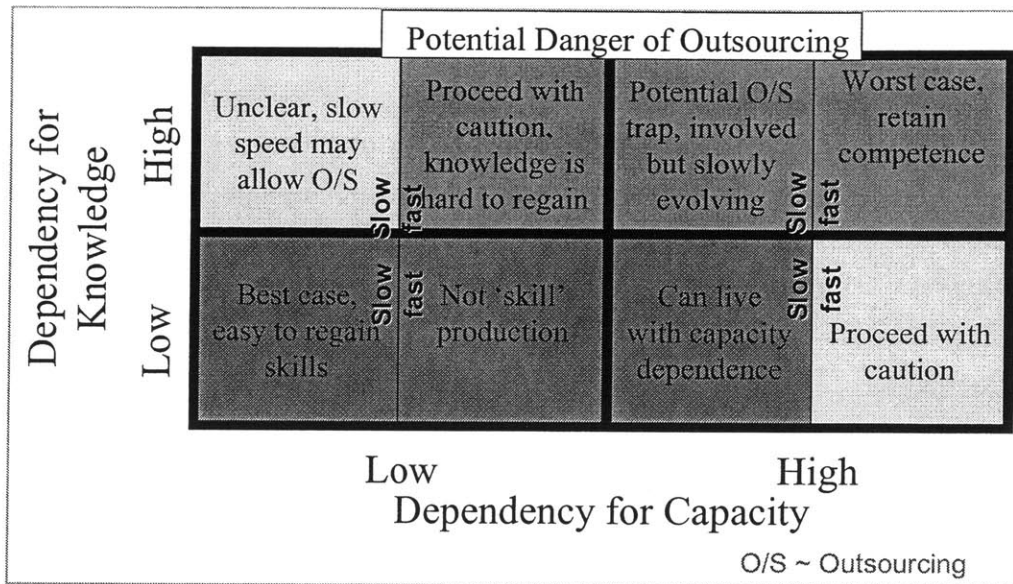 Potential Danger of Outsourcing
Dependency for
Knowledge
High
Low
Unclear, slow
speed may
allow O/S
Slow
fast
Proceed with
caution,
knowledge is
hard to regain
Potential O/S
trap, involved
but slowly
evolving
Slow
fast
Worst case,
retain
competence
Best case,
easy to regain
skills
Slow
fast
Not ‘skill’
production
Can live
with capacity
dependence
Slow
fast
Proceed with
caution
Low
High
Dependency for Capacity
O/S ~ Outsourcing